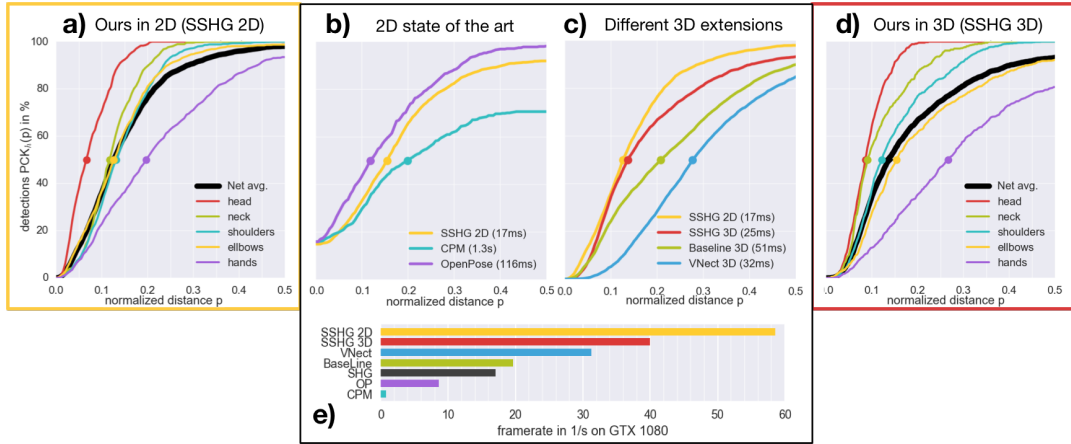 a) Ours in 2D (SSHG 2D)
100
80
60
40
20
0
detections PCKₕ(p) in %
Net avg.
head
neck
shoulders
ellbows
hands
0.0 0.1 0.2 0.3 0.4 0.5
normalized distance p
b) 2D state of the art
SSHG 2D (17ms)
CPM (1.3s)
OpenPose (116ms)
0.0 0.1 0.2 0.3 0.4 0.5
normalized distance p
c) Different 3D extensions
SSHG 2D (17ms)
SSHG 3D (25ms)
Baseline 3D (51ms)
VNect 3D (32ms)
0.0 0.1 0.2 0.3 0.4 0.5
normalized distance p
d) Ours in 3D (SSHG 3D)
Net avg.
head
neck
shoulders
ellbows
hands
0.0 0.1 0.2 0.3 0.4 0.5
normalized distance p
SSHG 2D
SSHG 3D
VNect
BaseLine
SHG
OP
CPM
0 10 20 30 40 50 60
e) framerate in 1/s on GTX 1080